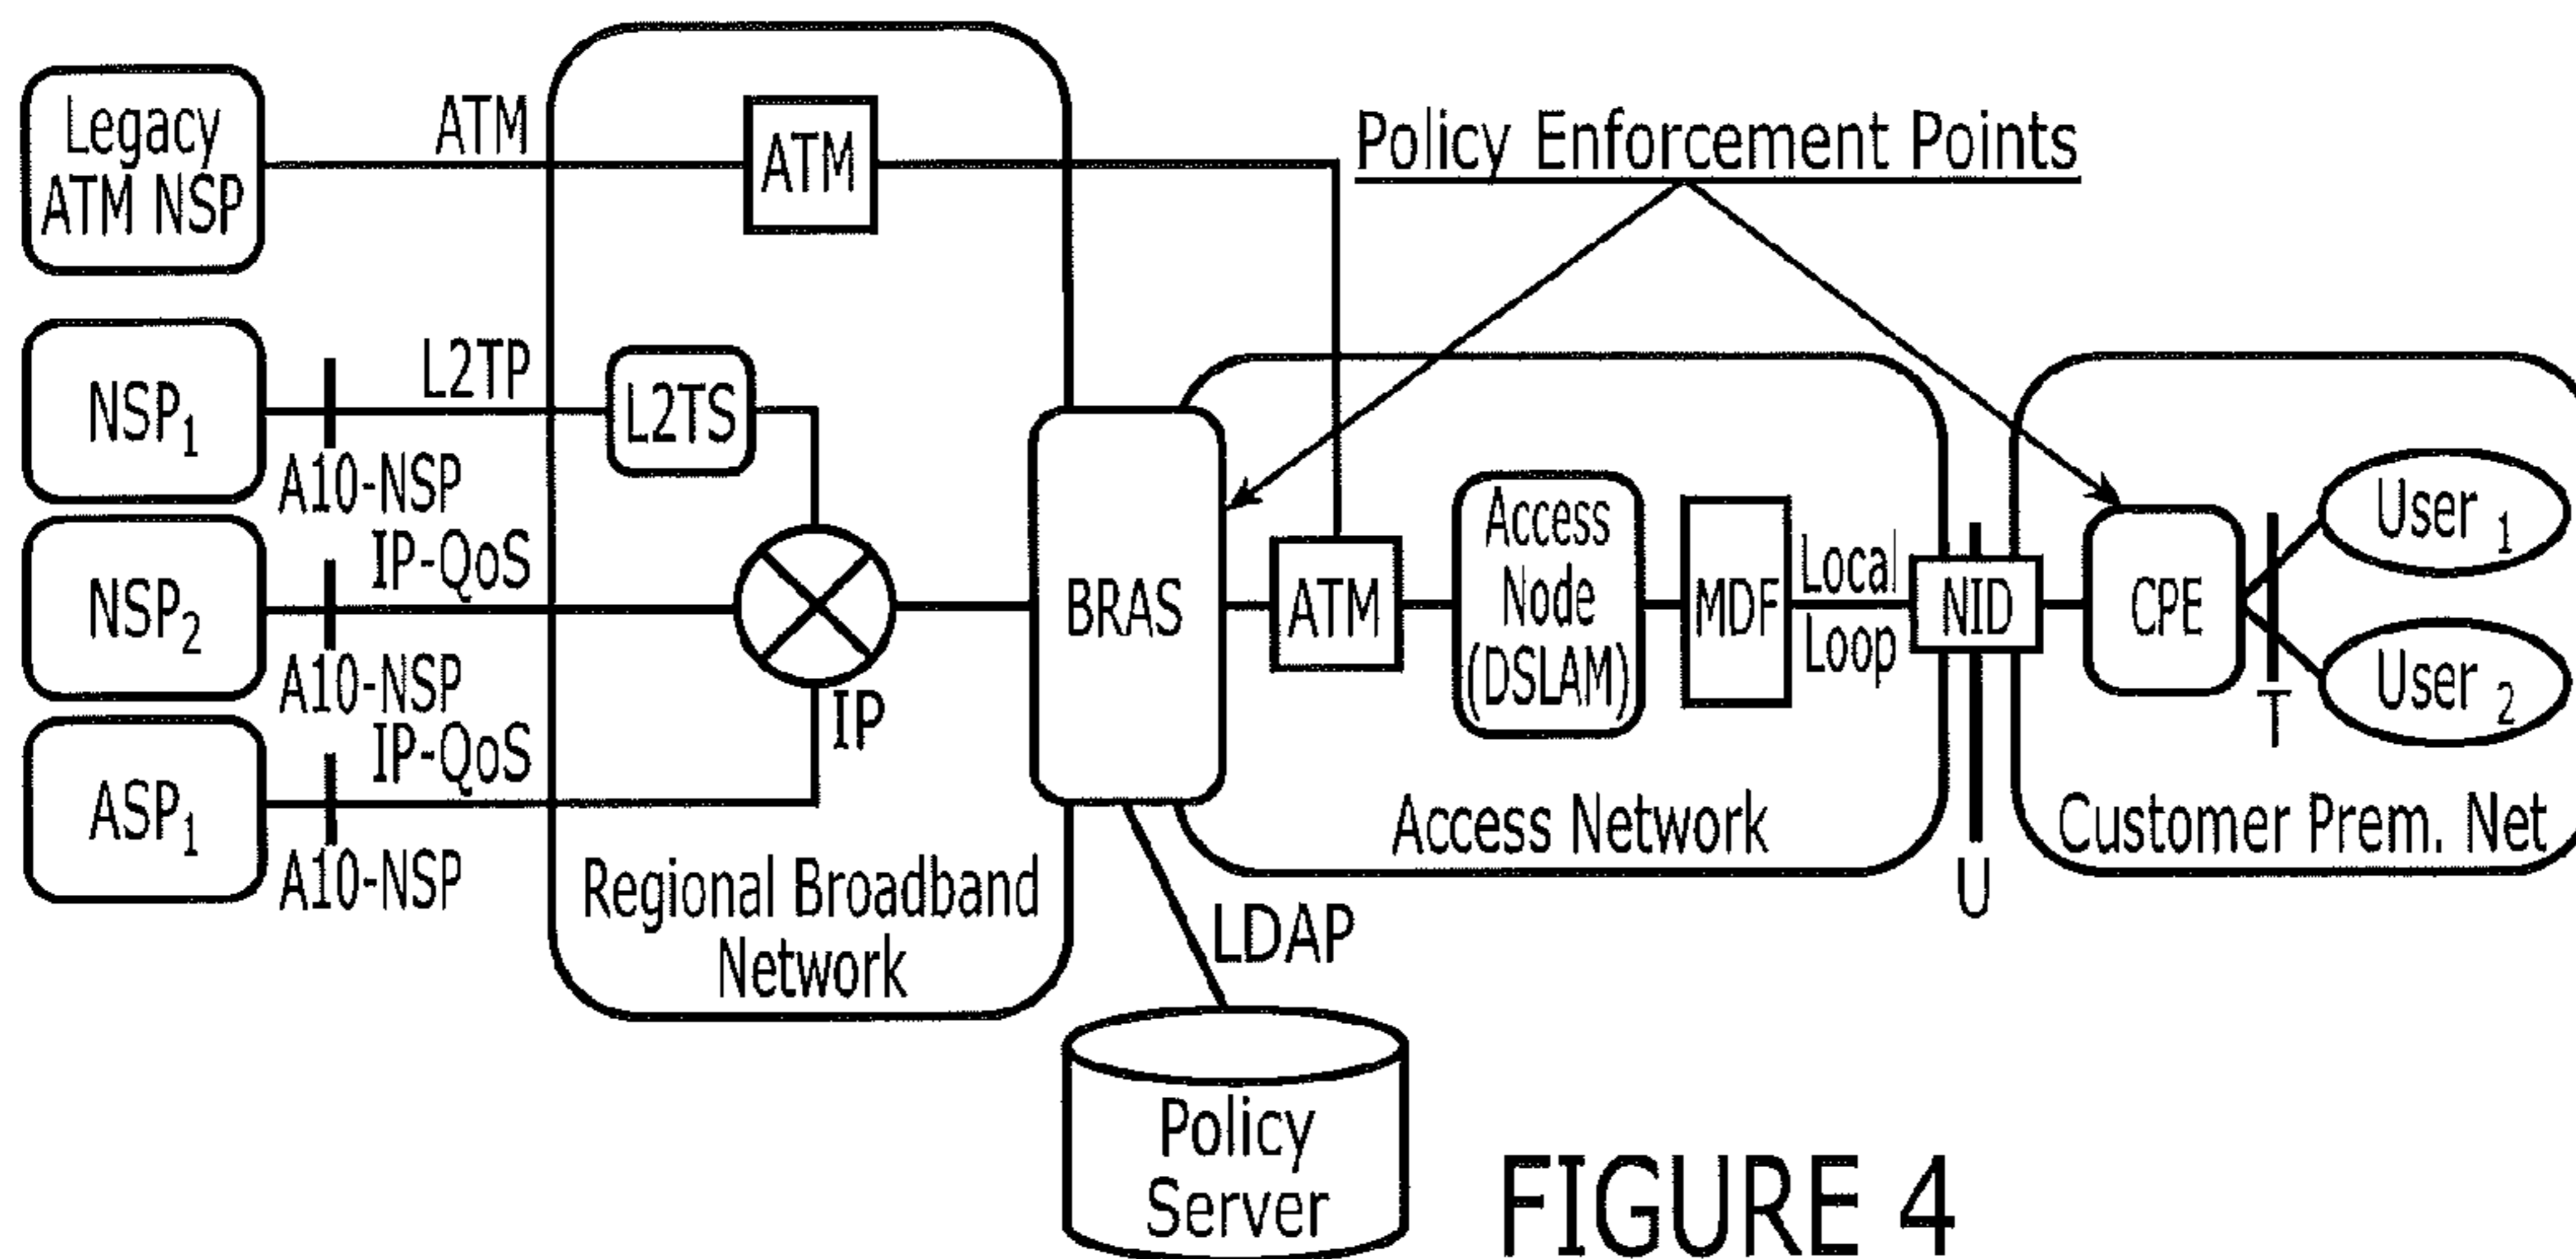 Legacy
ATM NSP
ATM
ATM
Policy Enforcement Points
NSP1
L2TP
A10-NSP
L2TS
NSP2
IP-QoS
A10-NSP
ASP1
IP-QoS
A10-NSP
IP
Regional Broadband
Network
BRAS
ATM
Access
Node
(DSLAM)
MDF
Local
Loop
Access Network
NID
U
CPE
T
User 1
User 2
Customer Prem. Net
LDAP
Policy
Server
FIGURE 4